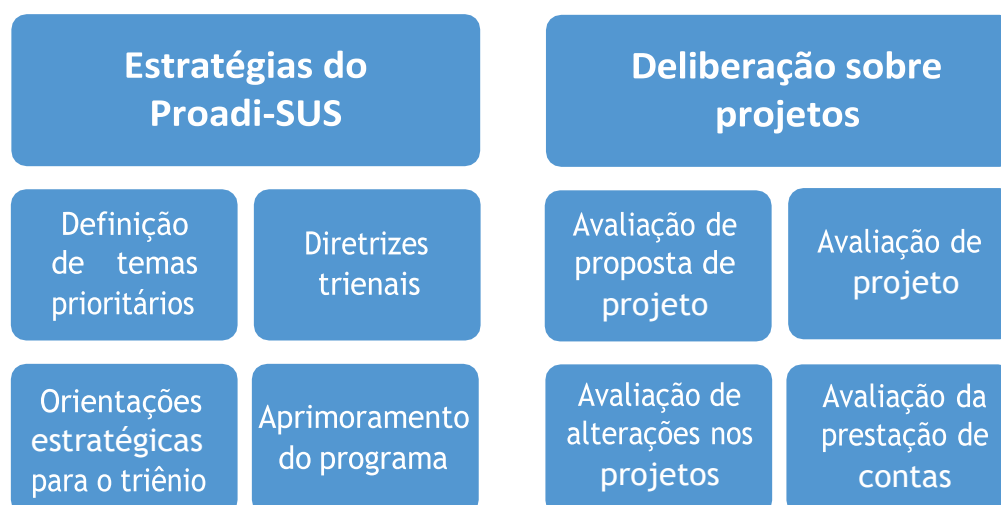 Estratégias do
Proadi-SUS
Deliberação sobre
projetos
Definição
de temas
prioritários
Diretrizes
trienais
Avaliação de
proposta de
projeto
Avaliação de
projeto
Orientações
estratégicas
para o triênio
Aprimoramento
do programa
Avaliação de
alterações nos
projetos
Avaliação da
prestação de
contas